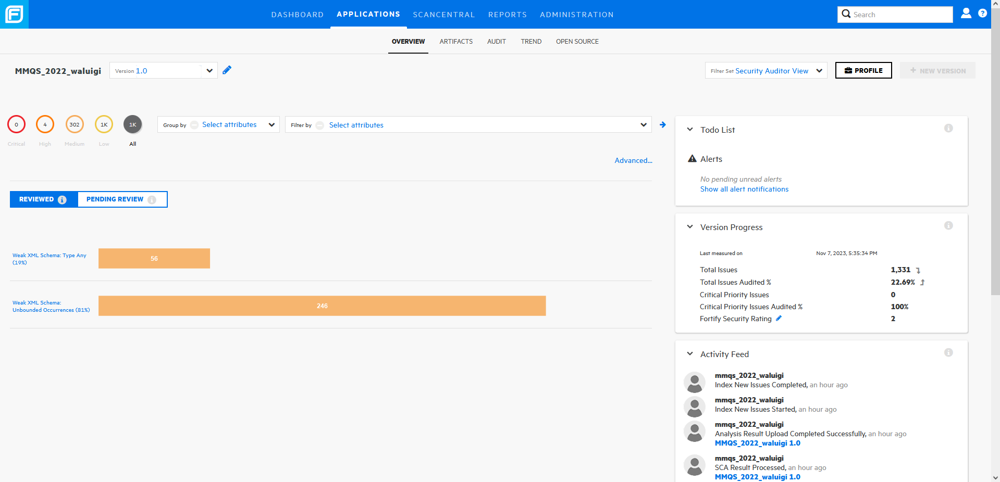 DASHBOARD APPLICATIONS SCANCENTRAL REPORTS ADMINISTRATION Search
OVERVIEW ARTIFACTS AUDIT TREND OPEN SOURCE
MMQS_2022_waluigi Version 1.0 Filter Set Security Auditor View PROFILE + NEW VERSION
0 4 302 1K 1K
Critical High Medium Low All
Group by Select attributes Filter by Select attributes
Advanced...
REVIEWED PENDING REVIEW
Weak XML Schema: Type Any
(19%)
56
Weak XML Schema:
Unbounded Occurrences (81%)
246
Todo List
Alerts
No pending unread alerts
Show all alert notifications
Version Progress
Last measured on Nov 7, 2023, 5:35:34 PM
Total Issues 1,331
Total Issues Audited % 22.69%
Critical Priority Issues 0
Critical Priority Issues Audited % 100%
Fortify Security Rating 2
Activity Feed
mmqs_2022_waluigi
Index New Issues Completed, an hour ago
mmqs_2022_waluigi
Index New Issues Started, an hour ago
mmqs_2022_waluigi
Analysis Result Upload Completed Successfully, an hour ago
MMQS_2022_waluigi 1.0
mmqs_2022_waluigi
SCA Result Processed, an hour ago
MMQS_2022_waluigi 1.0